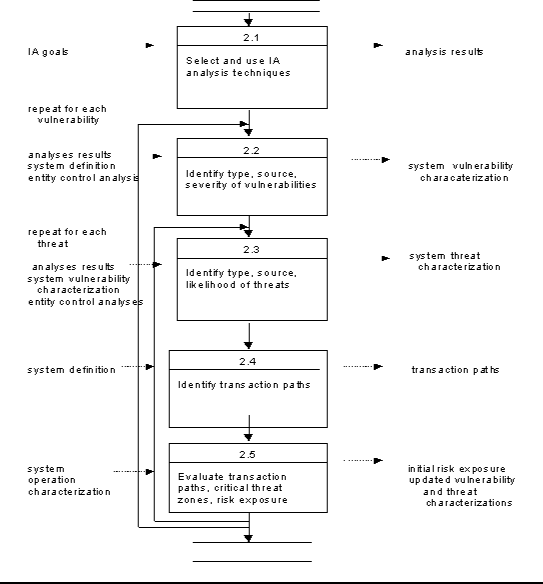 2.1
IA goals
Select and use IA
analysis techniques
analysis results
repeat for each
vulnerability
2.2
analyses results
system definition
entity control analysis
Identify type, source,
severity of vulnerabilities
system vulnerability
characaterization
repeat for each
threat
2.3
analyses results
system vulnerability
characterization
entity control analyses
Identify type, source,
likelihood of threats
system threat
characterization
2.4
system definition
Identify transaction paths
transaction paths
2.5
system
operation
characterization
Evaluate transaction
paths, critical threat
zones, risk exposure
initial risk exposure
updated vulnerability
and threat
characterizations